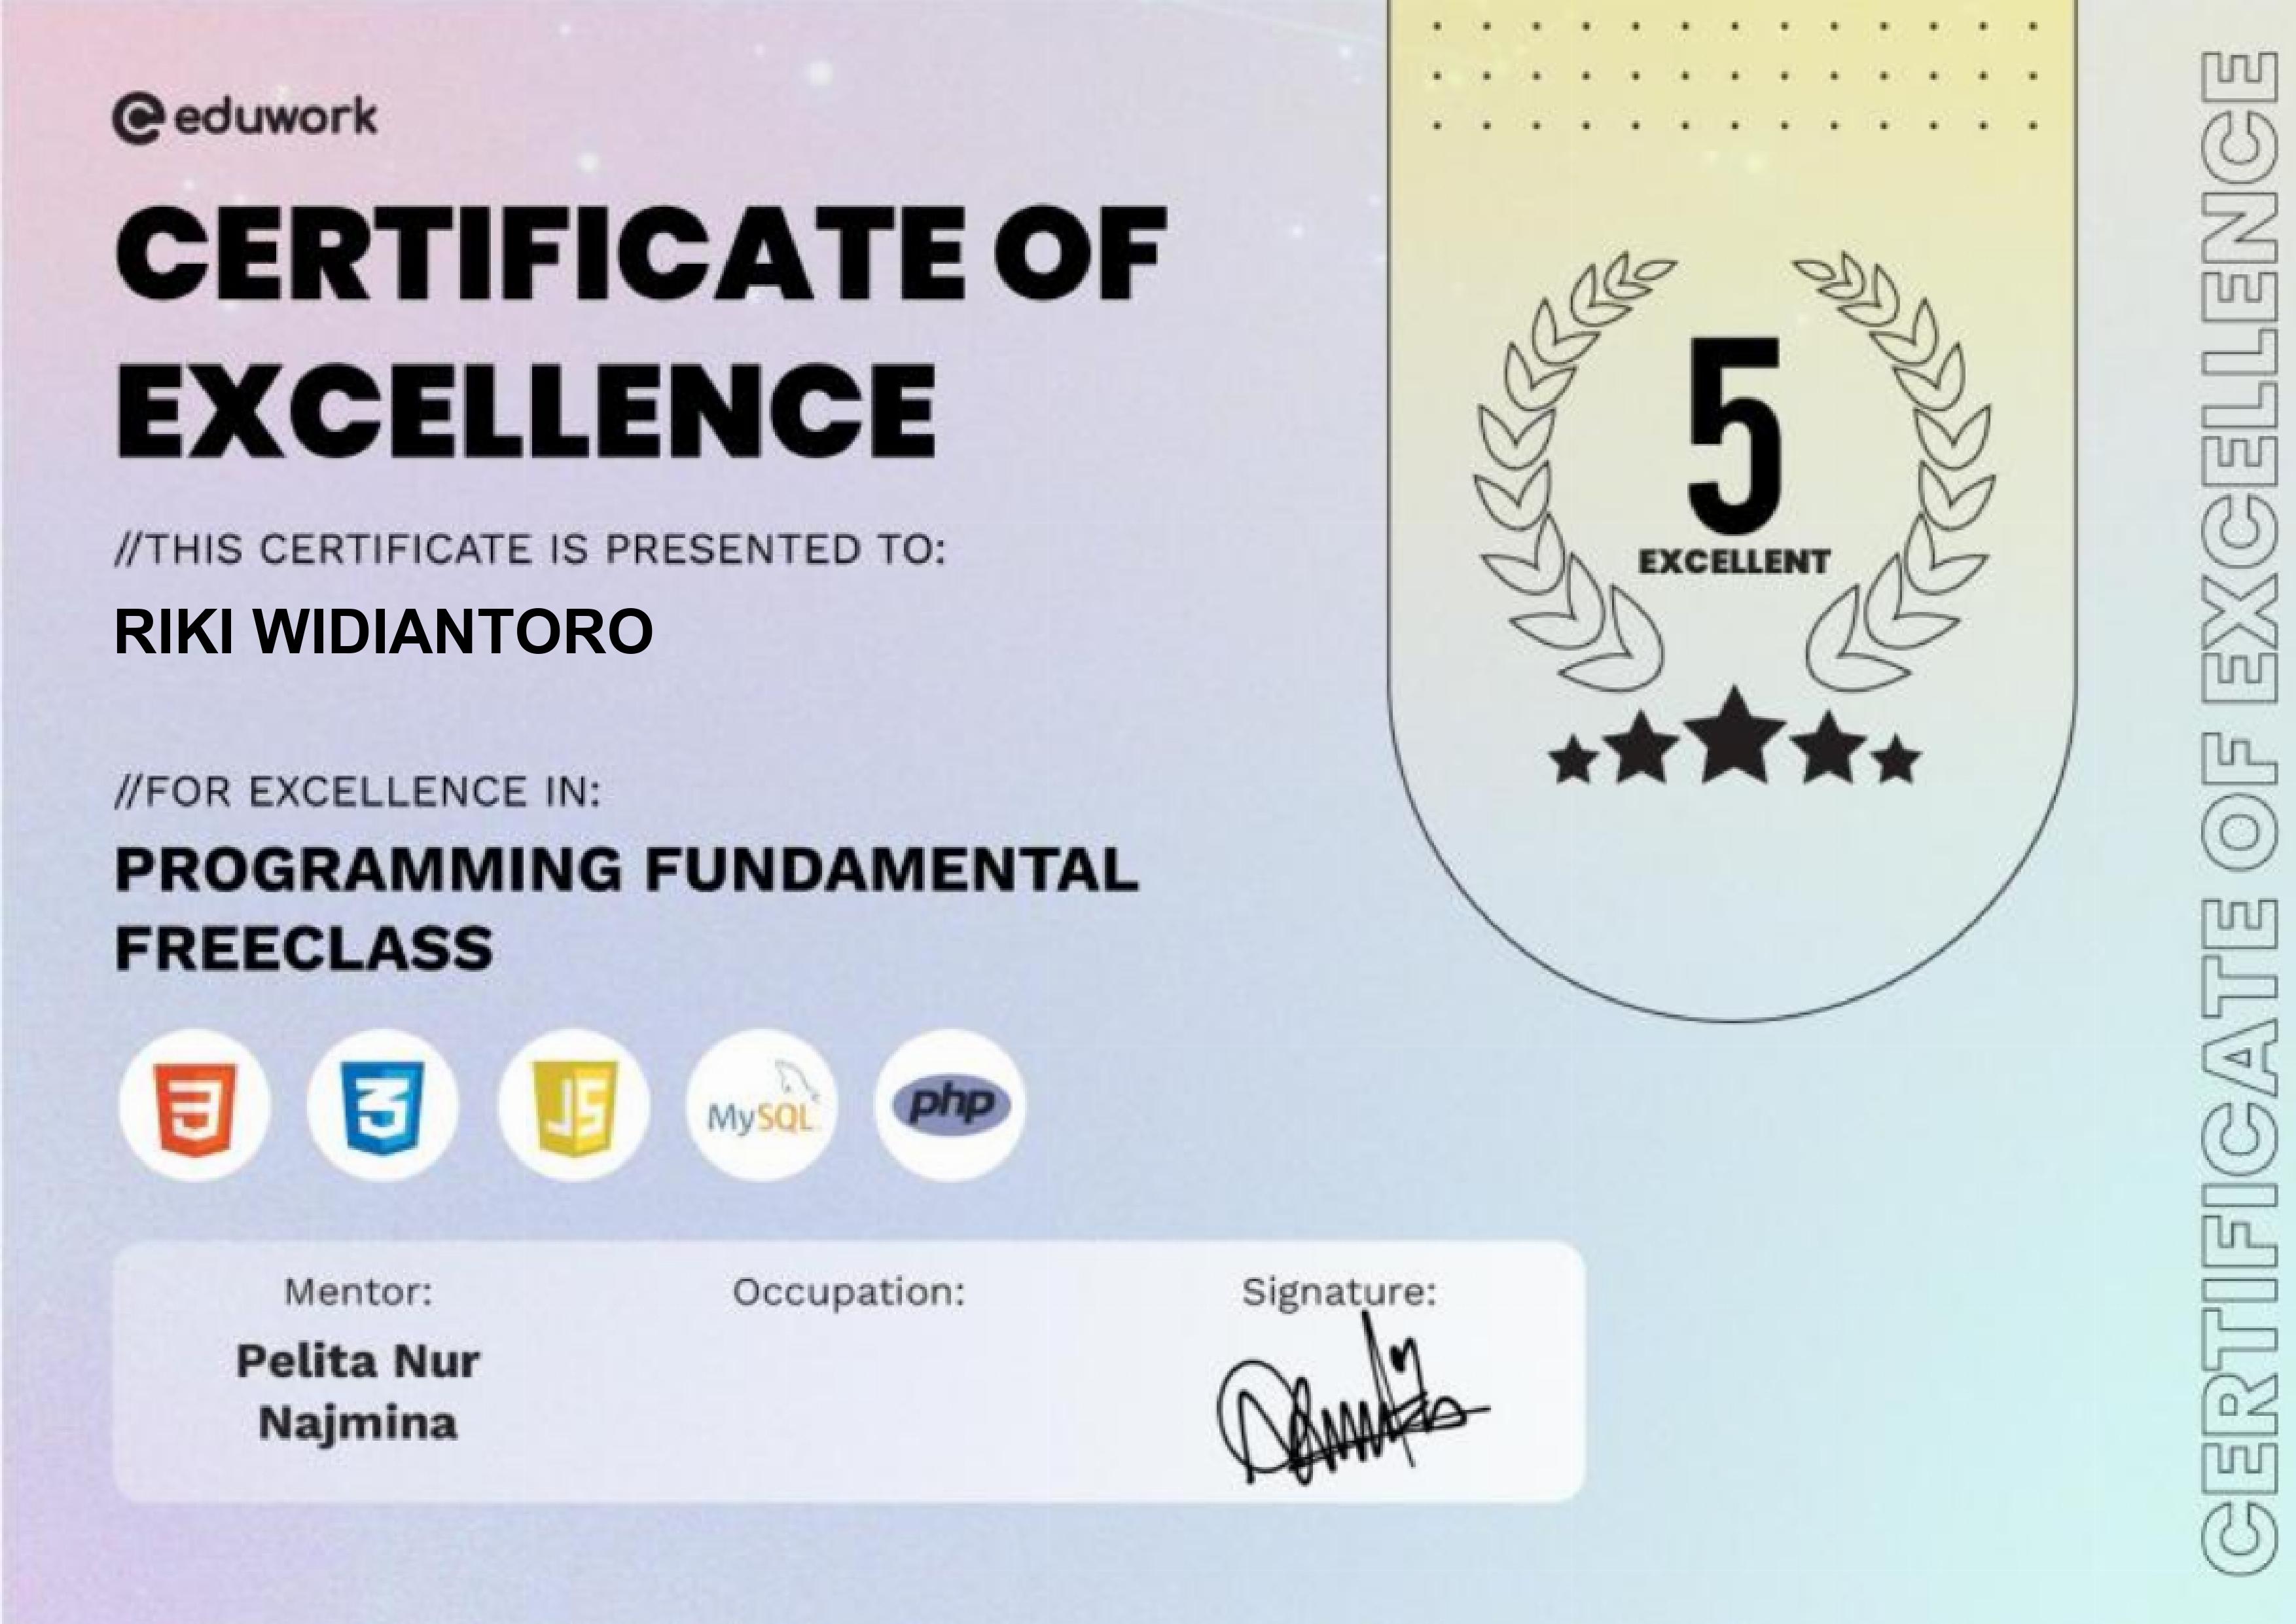 eduwork
CERTIFICATE OF
EXCELLENCE
//THIS CERTIFICATE IS PRESENTED TO:
RIKI WIDIANTORO
//FOR EXCELLENCE IN:
PROGRAMMING FUNDAMENTAL
FREECLASS
JS
MySQL
php
Mentor:
Pelita Nur
Najmina
Occupation:
Signature:
5
EXCELLENT
CERTIFICATE OF EXCELLENCE